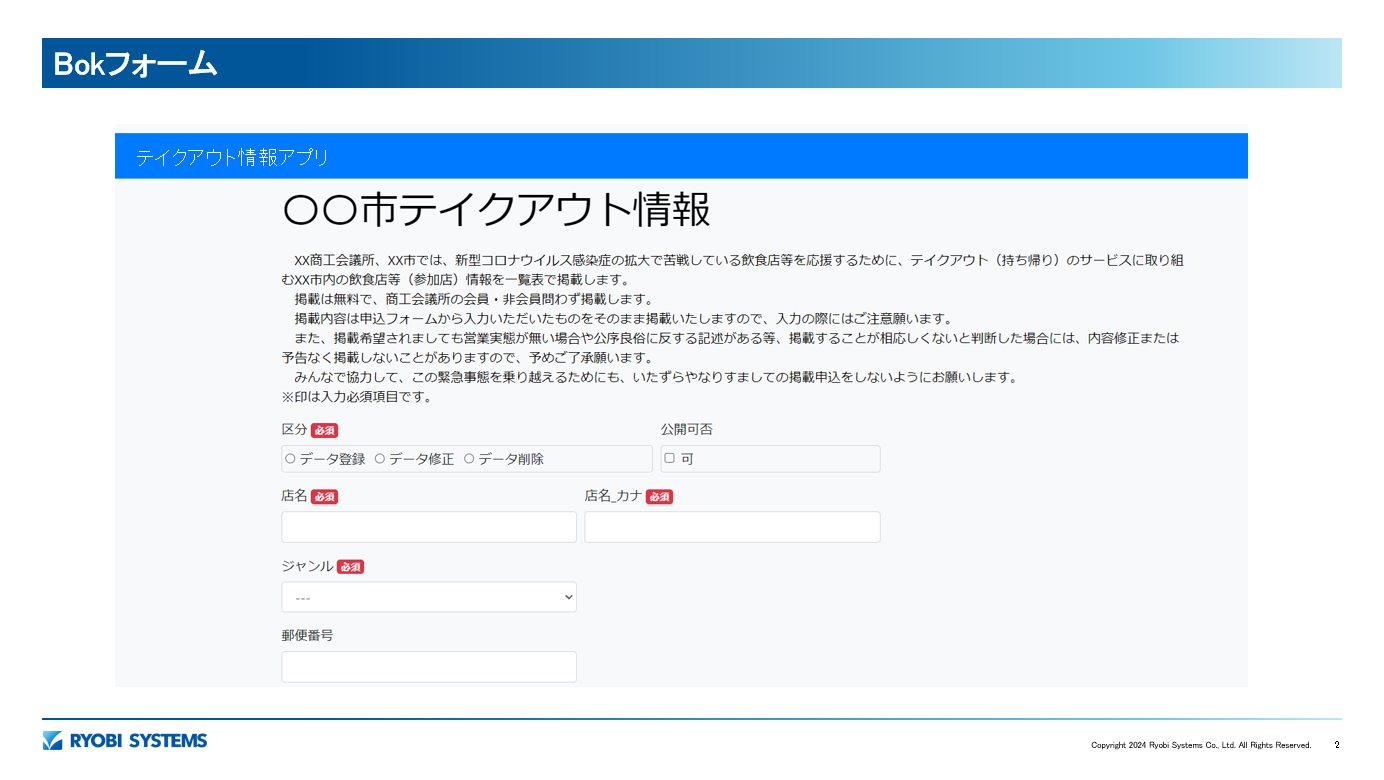 Bokフォーム
テイクアウト情報アプリ
〇〇市テイクアウト情報
XX商工会議所、XX市では、新型コロナウイルス感染症の拡大で苦戦している飲食店等を応援するために、テイクアウト（持ち帰り）のサービスに取り組
むXX市内の飲食店等（参加店）情報を一覧表で掲載します。
掲載は無料で、商工会議所の会員・非会員問わず掲載します。
掲載内容は申込フォームから入力いただいたものをそのまま掲載いたしますので、入力の際にはご注意願います。
また、掲載希望されましても営業実態が無い場合や公序良俗に反する記述がある等、掲載することが相応しくないと判断した場合には、内容修正または
予告なく掲載しないことがありますので、予めご了承願います。
みんなで協力して、この緊急事態を乗り越えるためにも、いたずらやなりすましての掲載申込をしないようにお願いします。
※印は入力必須項目です。
区分 必須 公開可否
データ登録 データ修正 データ削除 可
店名 必須 店名_カナ 必須
ジャンル 必須
---
郵便番号
RYOBI SYSTEMS
Copyright 2024 Ryobi Systems Co., Ltd. All Rights Reserved. 2